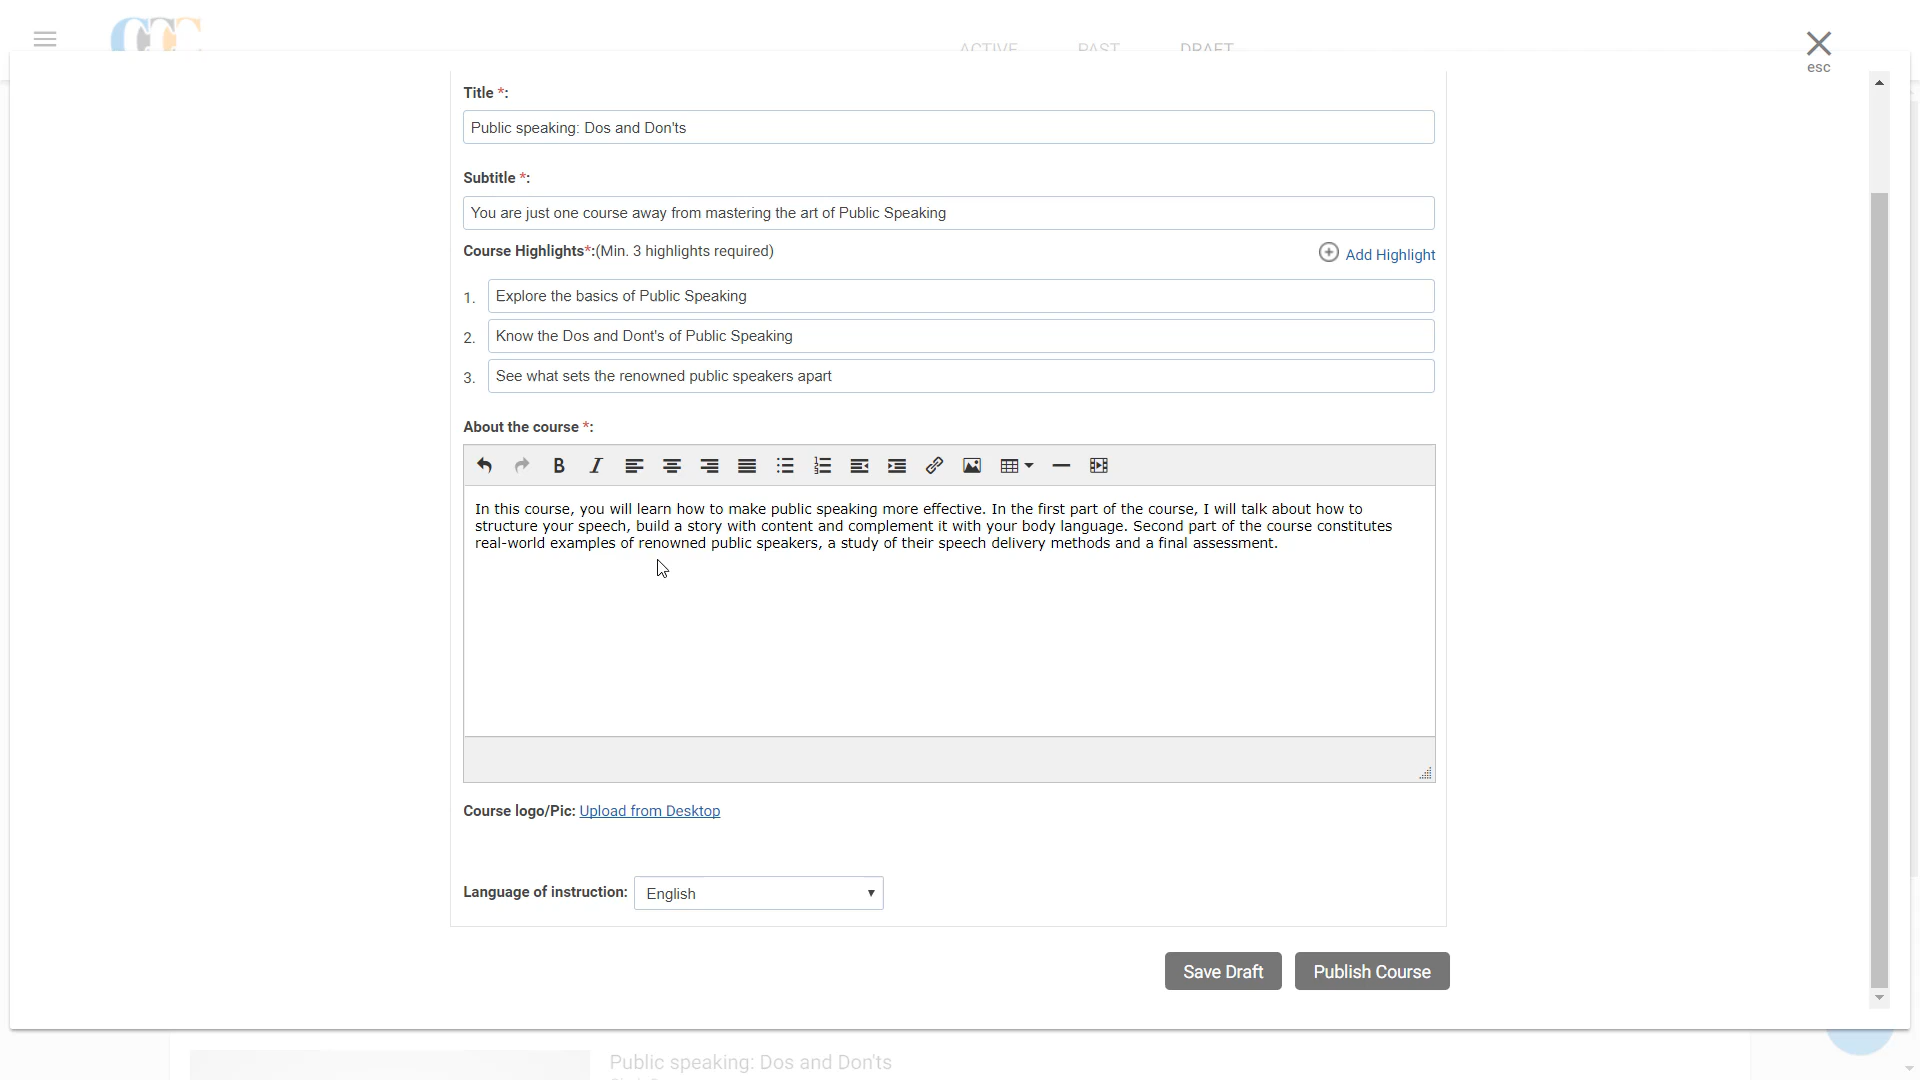 CCC
ACTIVE PAST DRAFT
esc
Title *:
Public speaking: Dos and Don'ts
Subtitle *:
You are just one course away from mastering the art of Public Speaking
Course Highlights*:(Min. 3 highlights required)
Add Highlight
1. Explore the basics of Public Speaking
2. Know the Dos and Dont's of Public Speaking
3. See what sets the renowned public speakers apart
About the course *:
In this course, you will learn how to make public speaking more effective. In the first part of the course, I will talk about how to
structure your speech, build a story with content and complement it with your body language. Second part of the course constitutes
real-world examples of renowned public speakers, a study of their speech delivery methods and a final assessment.
Course logo/Pic: Upload from Desktop
Language of instruction: English
Save Draft Publish Course
Public speaking: Dos and Don'ts